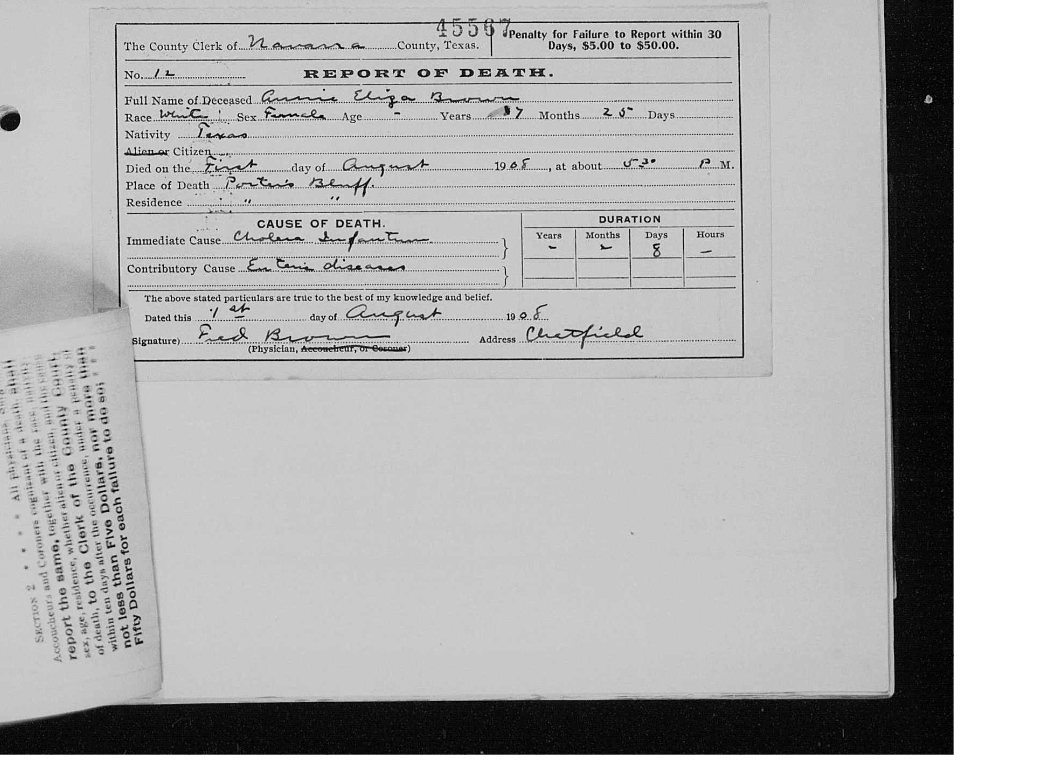 45567
The County Clerk of Navarro County, Texas.
Penalty for Failure to Report within 30
Days, $5.00 to $50.00.
No. 12 REPORT OF DEATH.
Full Name of Deceased Annie Eliza Brown
Race White Sex Female Age - Years 7 Months 25 Days
Nativity Texas
Alien or Citizen
Died on the First day of August 1908, at about 5 30 P M.
Place of Death Porter's Bluff.
Residence " "
CAUSE OF DEATH.
DURATION
Years Months Days Hours
Immediate Cause Cholera Infantum - 2 8 -
Contributory Cause Enteric diseases
The above stated particulars are true to the best of my knowledge and belief.
Dated this 1st day of August 1908
Signature) Fred Brown Address Chatfield
(Physician, Accoucheur, or Coroner)
SECTION 2 * * * * All physicians,
Accoucheurs and Coroners cognizant of a death, shall
report the same, together with the race, nativity
sex, age, residence, whether alien or citizen, and the cause
of death, to the Clerk of the County Court
within ten days after the occurrence, under a penalty of
not less than Five Dollars, nor more than
Fifty Dollars for each failure to do so; * * *